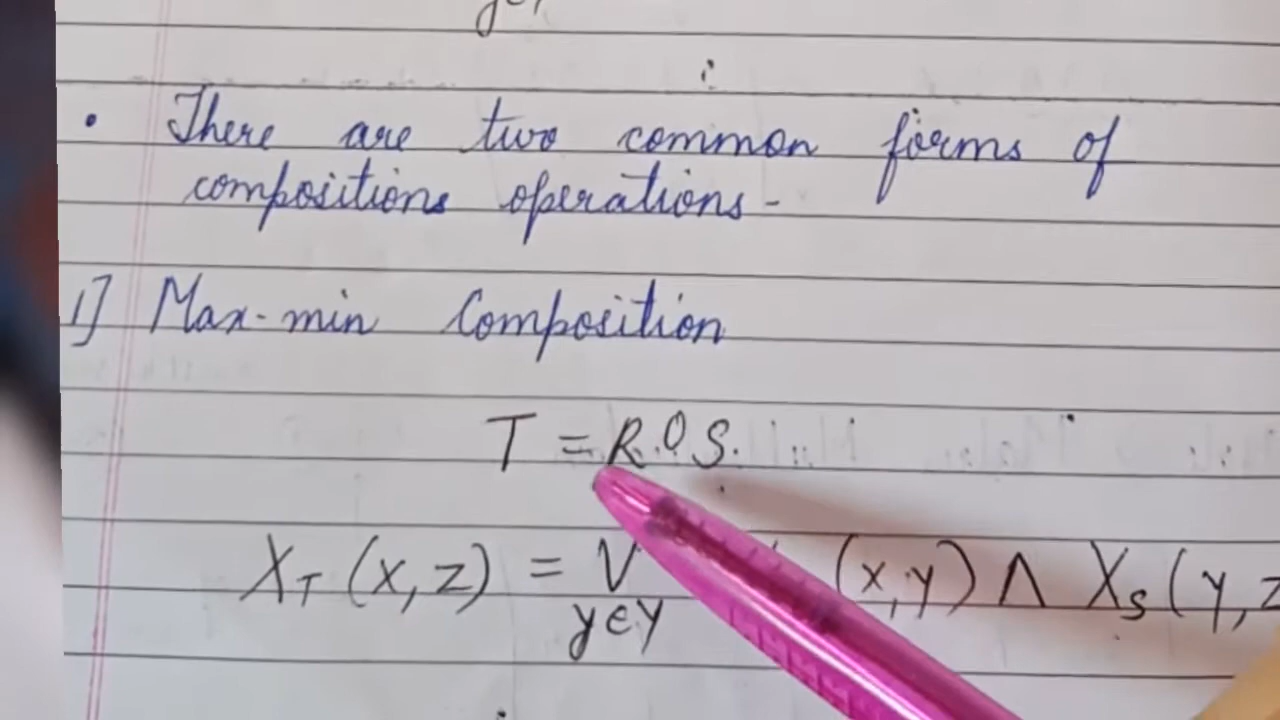 • There are two common forms of
compositions operations -
1] Max-min Composition
T = R.O S.
X_T (x, z) = V (x, y) Λ X_S (y, z
y∈Y